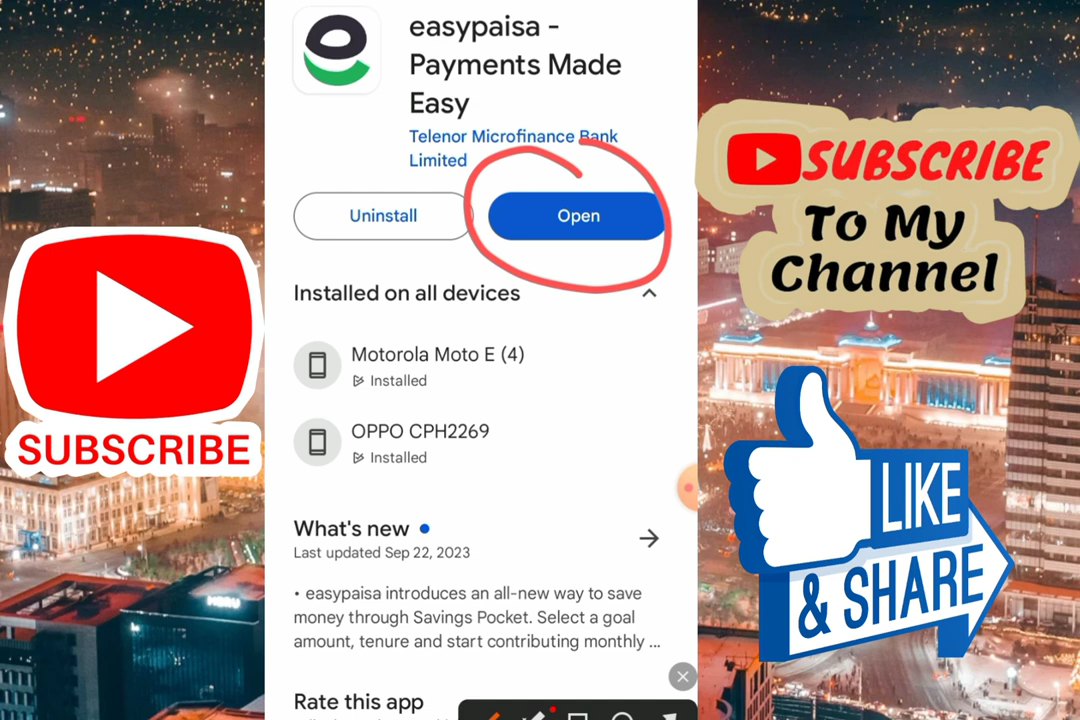 easypaisa -
Payments Made
Easy
Telenor Microfinance Bank
Limited
Uninstall
Open
Installed on all devices
Motorola Moto E (4)
Installed
OPPO CPH2269
Installed
What's new
Last updated Sep 22, 2023
• easypaisa introduces an all-new way to save
money through Savings Pocket. Select a goal
amount, tenure and start contributing monthly ...
Rate this app
SUBSCRIBE
SUBSCRIBE
To My
Channel
LIKE
& SHARE